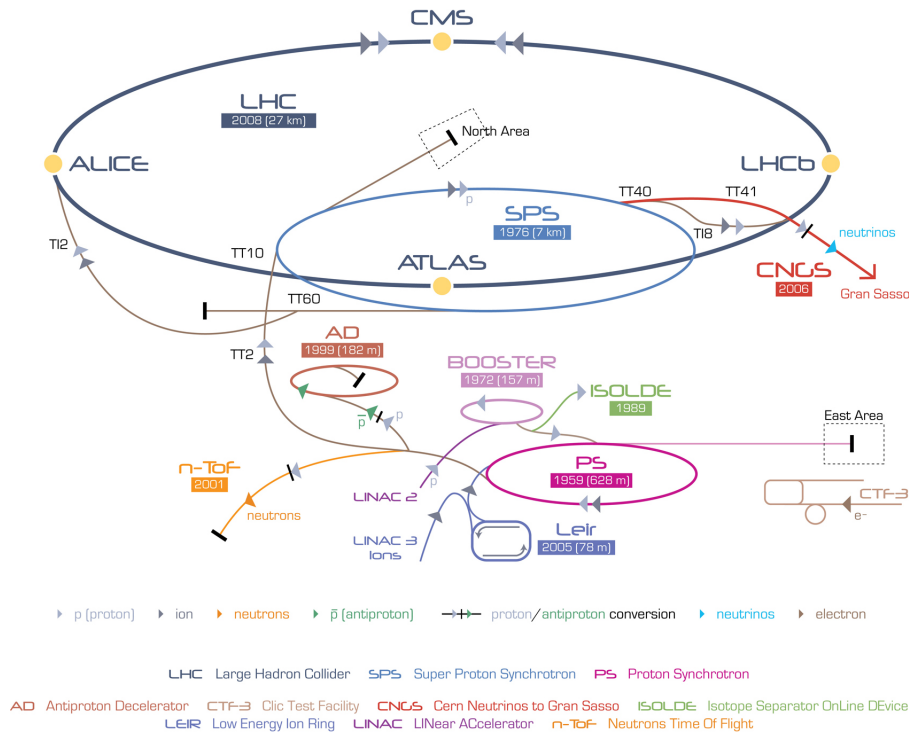 CMS
LHC
2008 (27 km)
North Area
ALICE
LHCb
TT40
TT41
p
SPS
1976 (7 km)
TI8
neutrinos
TI2
TT10
ATLAS
CNGS
2006
Gran Sasso
TT60
AD
1999 (182 m)
TT2
BOOSTER
1972 (157 m)
ISOLDE
1989
p̄
p
East Area
n-ToF
2001
PS
1959 (628 m)
p
LINAC 2
neutrons
CTF-3
e-
LINAC 3
Ions
Leir
2005 (78 m)
p (proton)
ion
neutrons
p̄ (antiproton)
proton/antiproton conversion
neutrinos
electron
LHC Large Hadron Collider SPS Super Proton Synchrotron PS Proton Synchrotron
AD Antiproton Decelerator CTF-3 Clic Test Facility CNGS Cern Neutrinos to Gran Sasso ISOLDE Isotope Separator OnLine DEvice
LEIR Low Energy Ion Ring LINAC LINear ACcelerator n-ToF Neutrons Time Of Flight